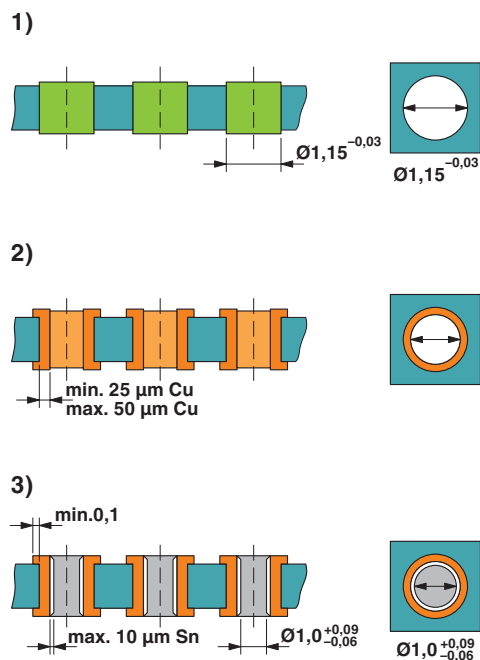 1)
Ø1,15 −0,03
Ø1,15 −0,03
2)
min. 25 µm Cu
max. 50 µm Cu
3)
min.0,1
max. 10 µm Sn
Ø1,0 +0,09 −0,06
Ø1,0 +0,09 −0,06